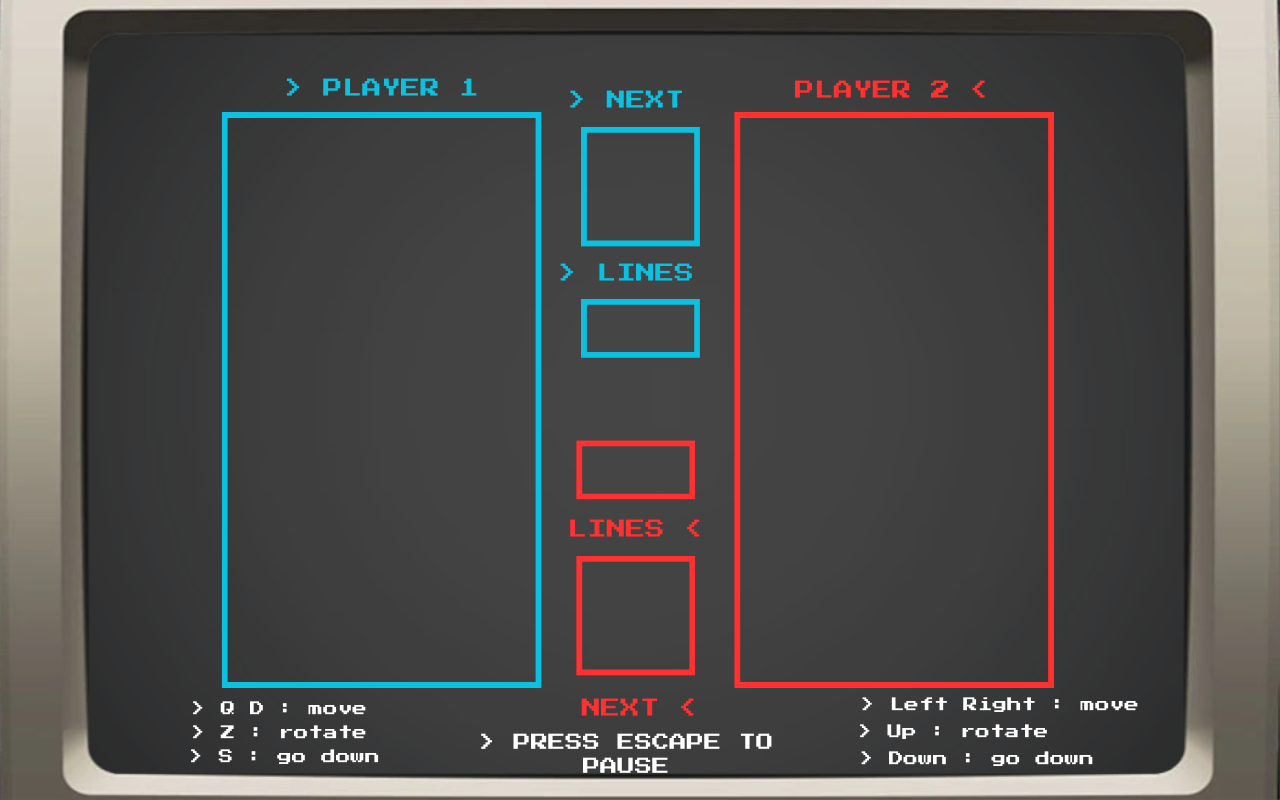 > PLAYER 1
> NEXT
PLAYER 2 <
> LINES
LINES <
NEXT <
> Q D : move
> Z : rotate
> S : go down
> PRESS ESCAPE TO
PAUSE
> Left Right : move
> Up : rotate
> Down : go down